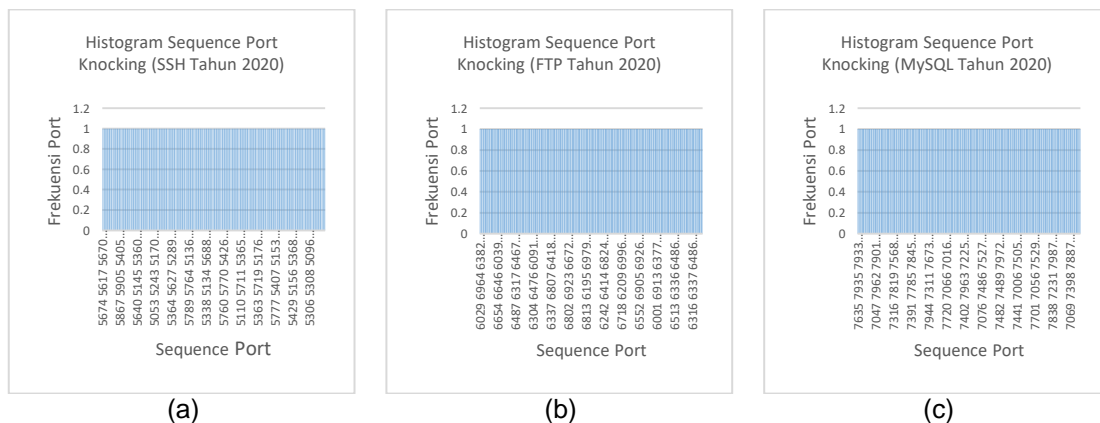 Histogram Sequence Port
Knocking (SSH Tahun 2020)
Frekuensi Port
1.2
1
0.8
0.6
0.4
0.2
0
5674 5617 5670…
5867 5905 5405…
5640 5145 5360…
5053 5243 5170…
5364 5627 5289…
5789 5764 5136…
5338 5134 5688…
5760 5770 5426…
5110 5711 5365…
5363 5719 5176…
5777 5407 5153…
5429 5156 5368…
5306 5308 5096…
Sequence Port
(a)
Histogram Sequence Port
Knocking (FTP Tahun 2020)
Frekuensi Port
1.2
1
0.8
0.6
0.4
0.2
0
6029 6964 6382…
6654 6646 6039…
6487 6317 6467…
6304 6476 6091…
6337 6807 6418…
6802 6923 6672…
6813 6195 6979…
6242 6414 6824…
6718 6209 6996…
6552 6905 6926…
6001 6913 6377…
6513 6336 6486…
6316 6337 6486…
Sequence Port
(b)
Histogram Sequence Port
Knocking (MySQL Tahun 2020)
Frekuensi Port
1.2
1
0.8
0.6
0.4
0.2
0
7635 7935 7933…
7047 7962 7901…
7316 7819 7568…
7391 7785 7845…
7944 7311 7673…
7720 7066 7016…
7402 7963 7225…
7076 7486 7527…
7482 7489 7972…
7441 7006 7505…
7701 7056 7529…
7838 7231 7987…
7069 7398 7887…
Sequence Port
(c)